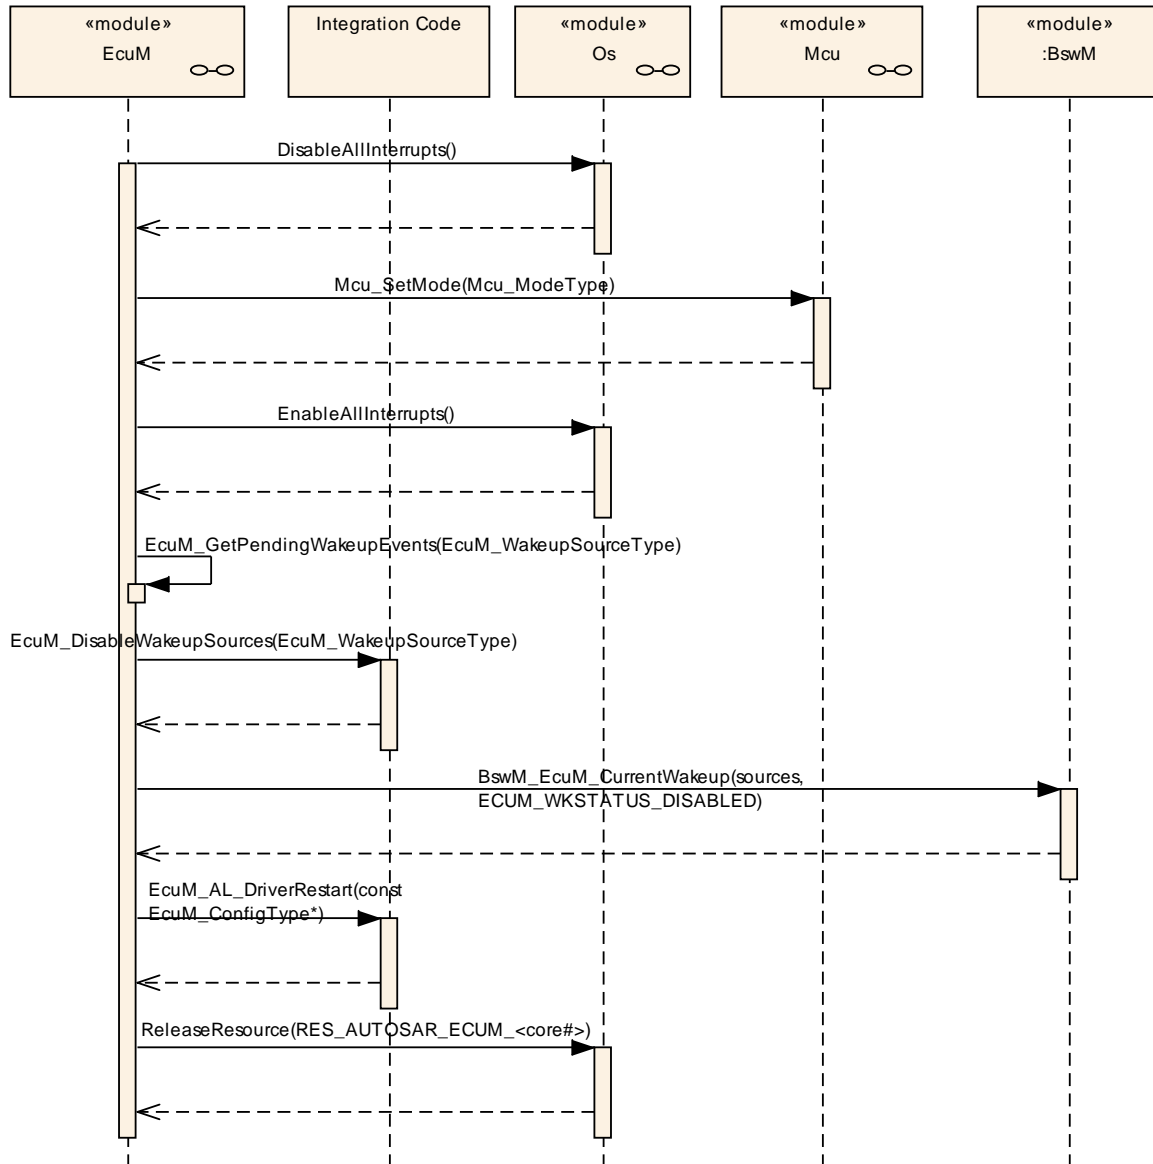 «module»
EcuM
Integration Code
«module»
Os
«module»
Mcu
«module»
:BswM
DisableAllInterrupts()
Mcu_SetMode(Mcu_ModeType)
EnableAllInterrupts()
EcuM_GetPendingWakeupEvents(EcuM_WakeupSourceType)
EcuM_DisableWakeupSources(EcuM_WakeupSourceType)
BswM_EcuM_CurrentWakeup(sources,
ECUM_WKSTATUS_DISABLED)
EcuM_AL_DriverRestart(const
EcuM_ConfigType*)
ReleaseResource(RES_AUTOSAR_ECUM_<core#>)